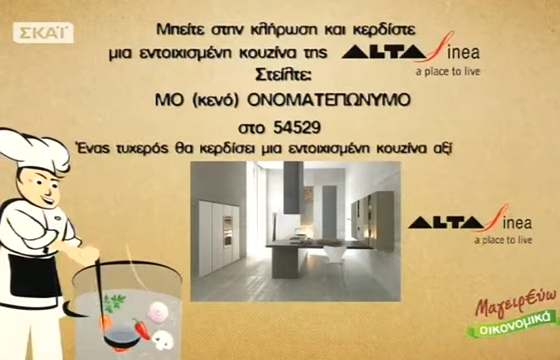 ΣΚΑΪ
Μπείτε στην κλήρωση και κερδίστε
μια εντοιχισμένη κουζίνα της ALTA linea
a place to live
Στείλτε:
ΜΟ (κενό) ΟΝΟΜΑΤΕΠΩΝΥΜΟ
στο 54529
Ένας τυχερός θα κερδίσει μια εντοιχισμένη κουζίνα αξί
ALTA linea
a place to live
ΜαγειρΕύω
οικονομικά